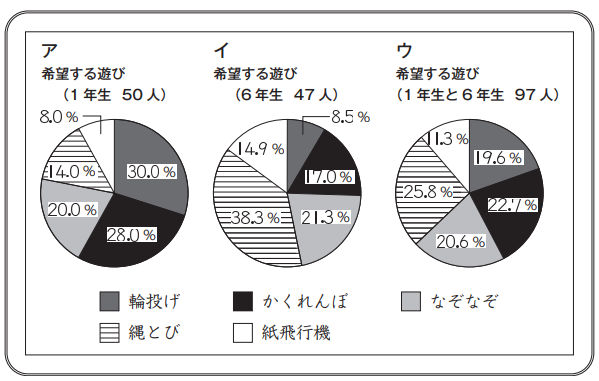 ア
希望する遊び
(1年生 50人)
8.0%
14.0%
30.0%
20.0%
28.0%
イ
希望する遊び
(6年生 47人)
8.5%
14.9%
17.0%
38.3%
21.3%
ウ
希望する遊び
(1年生と6年生 97人)
11.3%
19.6%
25.8%
22.7%
20.6%
輪投げ かくれんぼ なぞなぞ
縄とび 紙飛行機